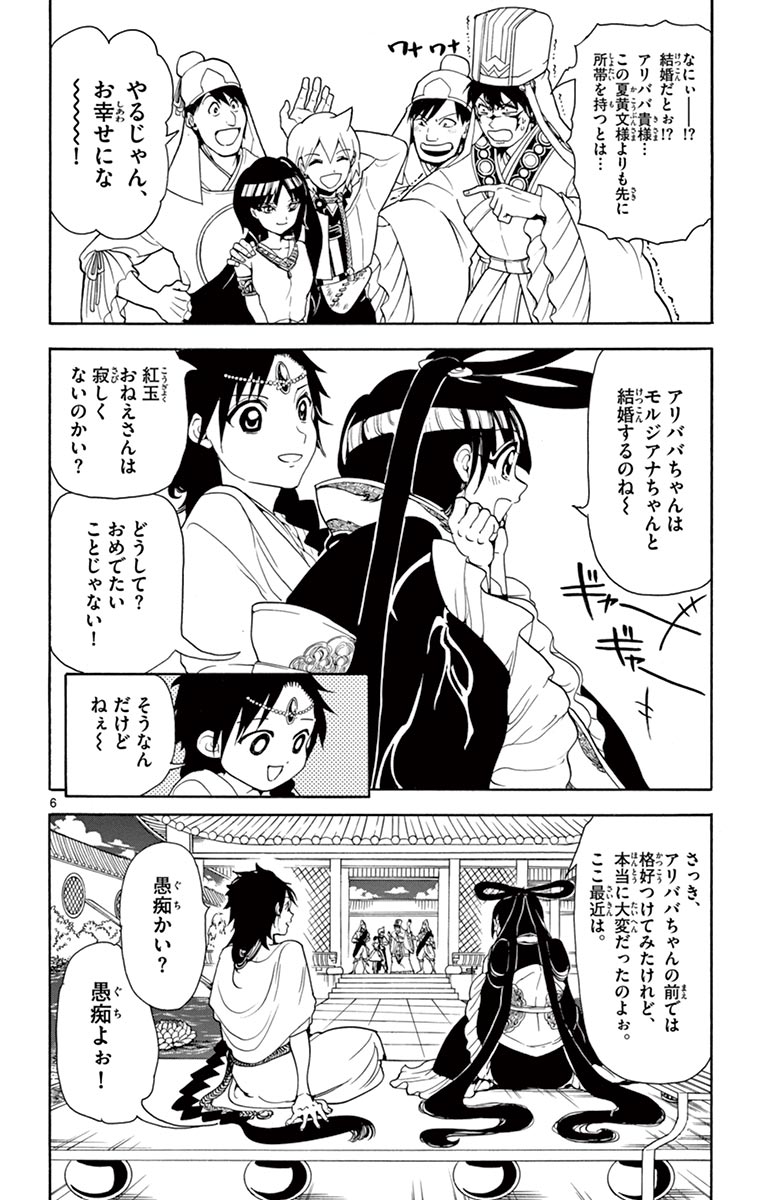 なにぃ――!?
結婚だとぉ!?
アリババ貴様…
この夏黄文様よりも先に
所帯を持つとは…
ワナワナ
やるじゃん、
お幸せにな
〜〜〜!
アリババちゃんは
モルジアナちゃんと
結婚するのね〜
ギャー
ギャー
紅玉
おねえさんは
寂しく
ないのかい?
どうして?
おめでたい
ことじゃない!
そうなん
だけど
ねぇ〜
6
さっき、
アリババちゃんの前では
格好つけてみたけれど、
本当に大変だったのよぉ。
ここ最近は。
愚痴かい?
愚痴よぉ!